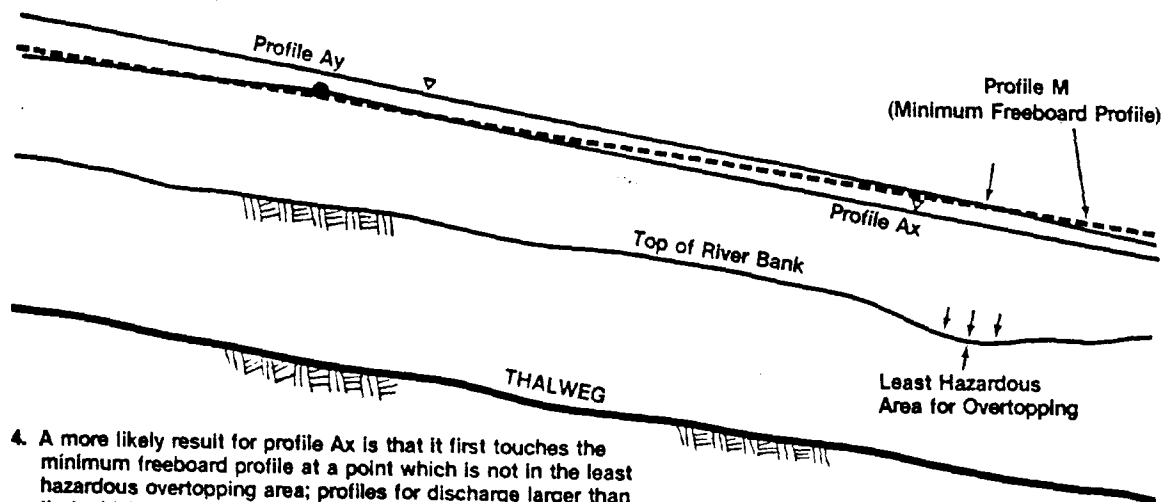 Profile Ay
Profile M
(Minimum Freeboard Profile)
Profile Ax
Top of River Bank
Least Hazardous
Area for Overtopping
THALWEG
4. A more likely result for profile Ax is that it first touches the
minimum freeboard profile at a point which is not in the least
hazardous overtopping area; profiles for discharge larger than